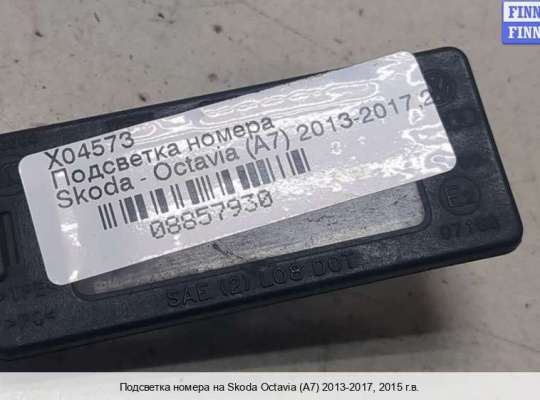 FINN
FINN
X04573
Подсветка номера
Skoda - Octavia (A7) 2013-2017,
08857930
SAE (2) L08 DOT
Подсветка номера на Skoda Octavia (A7) 2013-2017, 2015 г.в.